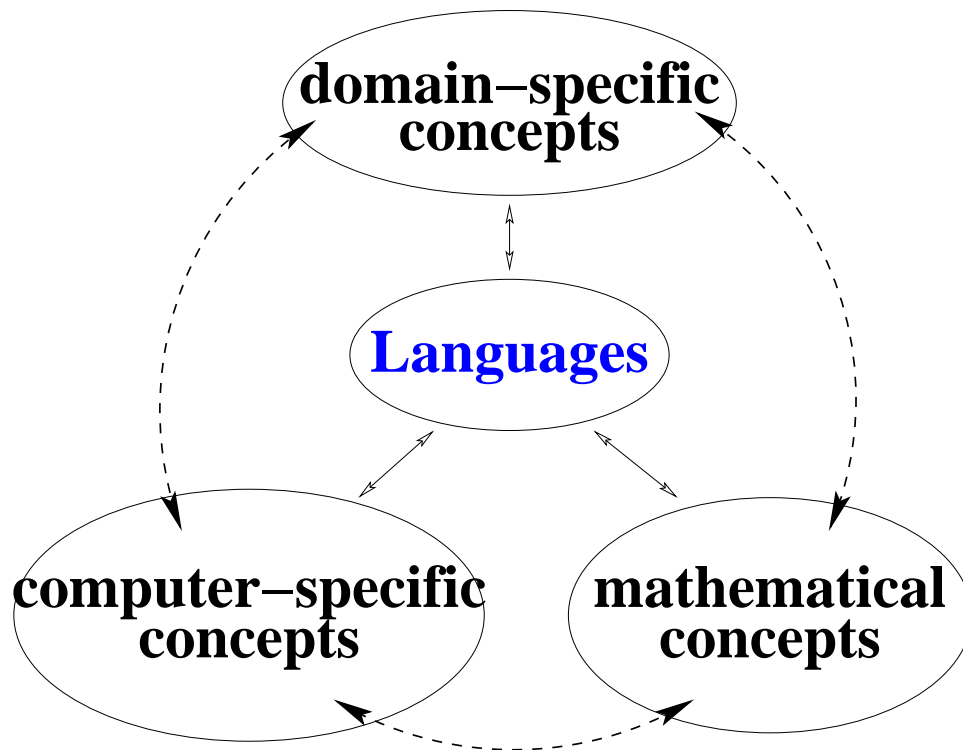 domain–specific
concepts
Languages
computer–specific
concepts
mathematical
concepts